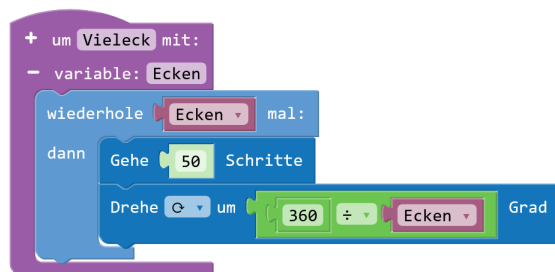 + um Vieleck mit:
− variable: Ecken
wiederhole Ecken mal:
dann Gehe 50 Schritte
Drehe ⟳ um 360 ÷ Ecken Grad